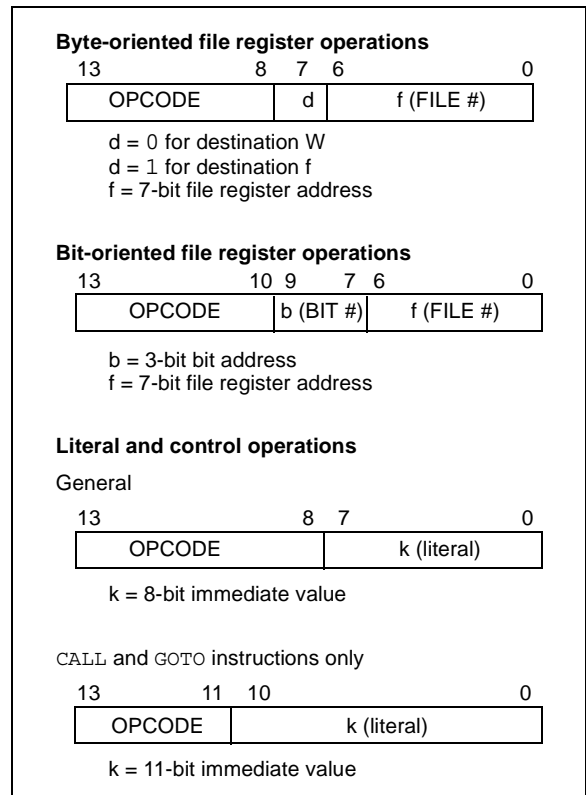 Byte-oriented file register operations
13 8 7 6 0
OPCODE d f (FILE #)
d = 0 for destination W
d = 1 for destination f
f = 7-bit file register address
Bit-oriented file register operations
13 10 9 7 6 0
OPCODE b (BIT #) f (FILE #)
b = 3-bit bit address
f = 7-bit file register address
Literal and control operations
General
13 8 7 0
OPCODE k (literal)
k = 8-bit immediate value
CALL and GOTO instructions only
13 11 10 0
OPCODE k (literal)
k = 11-bit immediate value